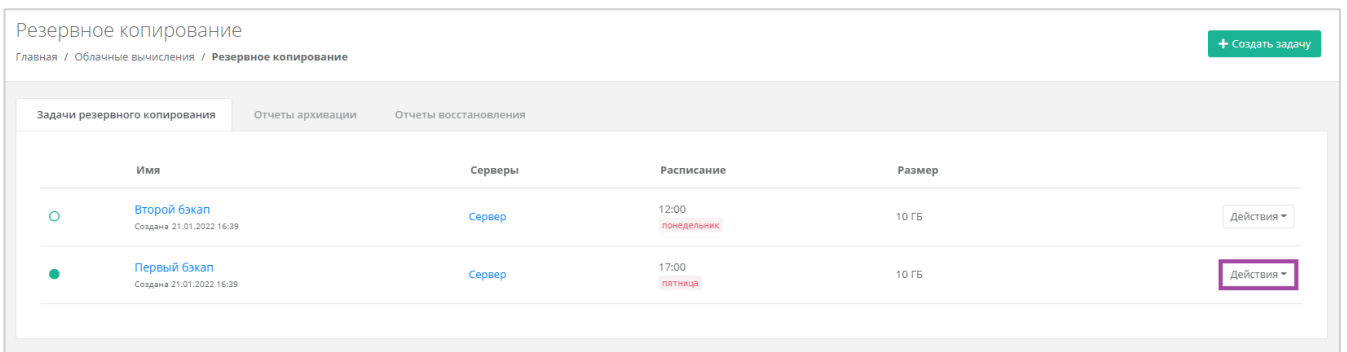 Резервное копирование
+ Создать задачу
Главная / Облачные вычисления / Резервное копирование
Задачи резервного копирования Отчеты архивации Отчеты восстановления
Имя Серверы Расписание Размер
Второй бэкап Сервер 12:00 10 ГБ Действия
Создана 21.01.2022 16:39 понедельник
Первый бэкап Сервер 17:00 10 ГБ Действия
Создана 21.01.2022 16:39 пятница